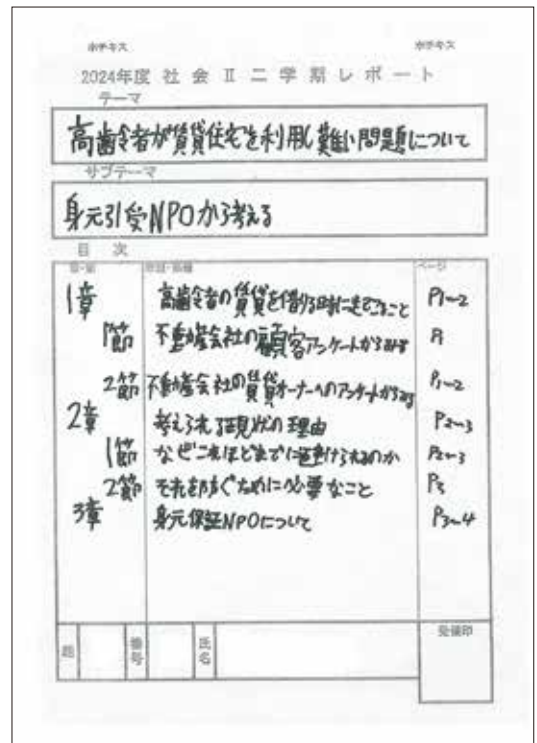 ホチキス ホチキス
2024年度 社会Ⅱ二学期レポート
テーマ
高齢者が賃貸住宅を利用し難い問題について
サブテーマ
身元引受NPOから考える
目次
章・節 ページ
1章 高齢者の賃貸を借りる時に起こること P1~2
1節 不動産会社の顧客アンケートからみる P1
2節 不動産会社の賃貸オーナーへのアンケートからみる P1~2
2章 考えられる現状の理由 P2~3
1節 なぜこれほどまでに避けられるのか P2~3
2節 それを防ぐために必要なこと P3
3章 身元保証NPOについて P3~4
組 番号 氏名 受領印